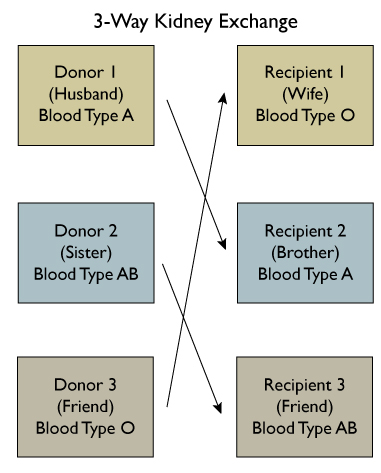 3-Way Kidney Exchange
Donor 1
(Husband)
Blood Type A
Recipient 1
(Wife)
Blood Type O
Donor 2
(Sister)
Blood Type AB
Recipient 2
(Brother)
Blood Type A
Donor 3
(Friend)
Blood Type O
Recipient 3
(Friend)
Blood Type AB